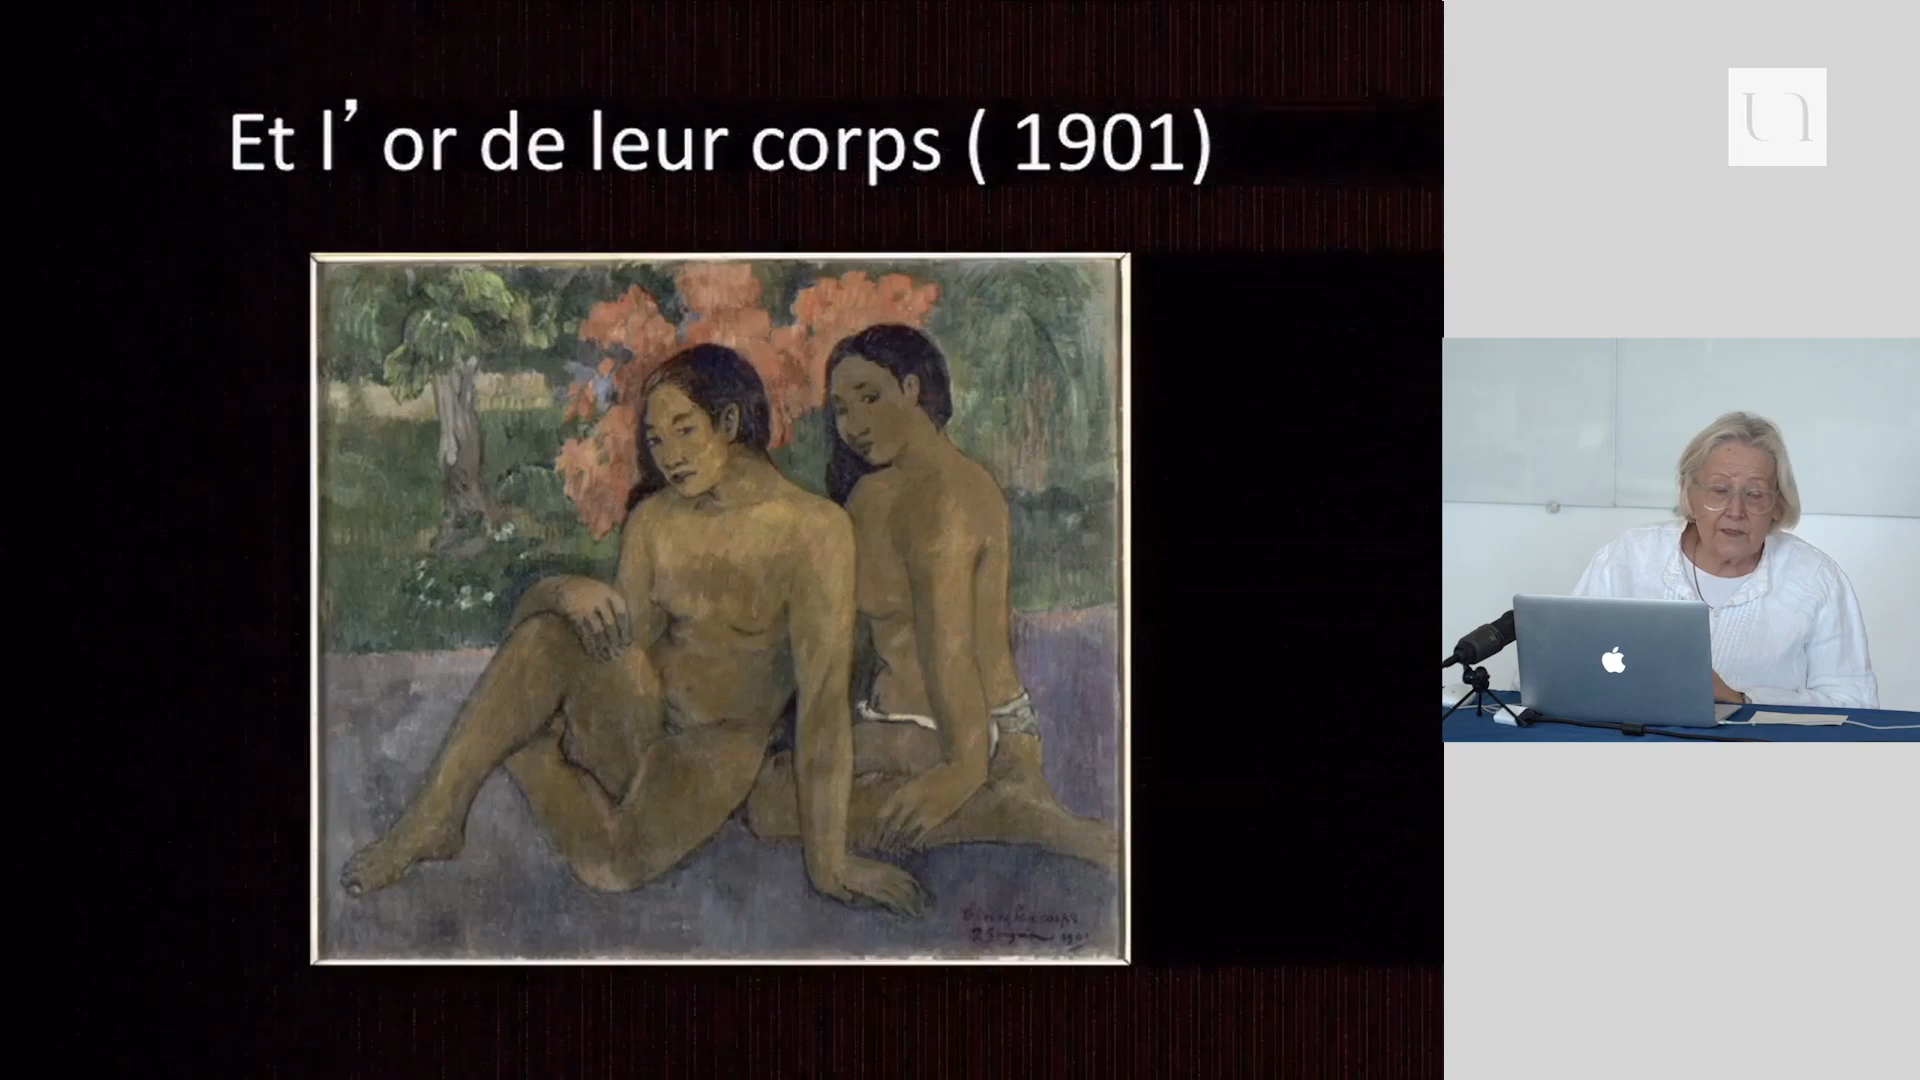 Et l’ or de leur corps ( 1901)